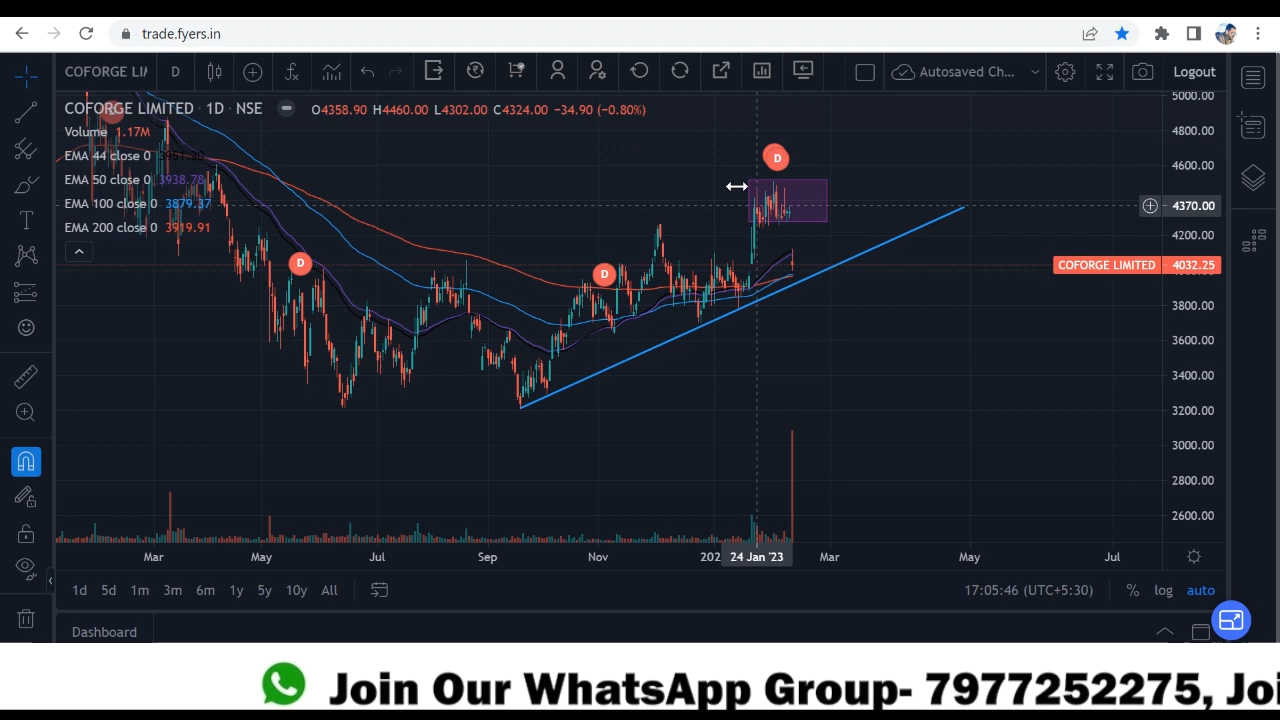 trade.fyers.in
COFORGE LII
D
Autosaved Ch...
Logout
COFORGE LIMITED · 1D · NSE O4358.90 H4460.00 L4302.00 C4324.00 −34.90 (−0.80%)
Volume 1.17M
EMA 44 close 0
EMA 50 close 0 3938.78
EMA 100 close 0 3879.37
EMA 200 close 0 3919.91
D
D
D
5000.00
4800.00
4600.00
4370.00
4200.00
COFORGE LIMITED 4032.25
3800.00
3600.00
3400.00
3200.00
3000.00
2800.00
2600.00
Mar May Jul Sep Nov 202 24 Jan '23 Mar May Jul
1d 5d 1m 3m 6m 1y 5y 10y All 17:05:46 (UTC+5:30) % log auto
Dashboard
Join Our WhatsApp Group- 7977252275, Joi